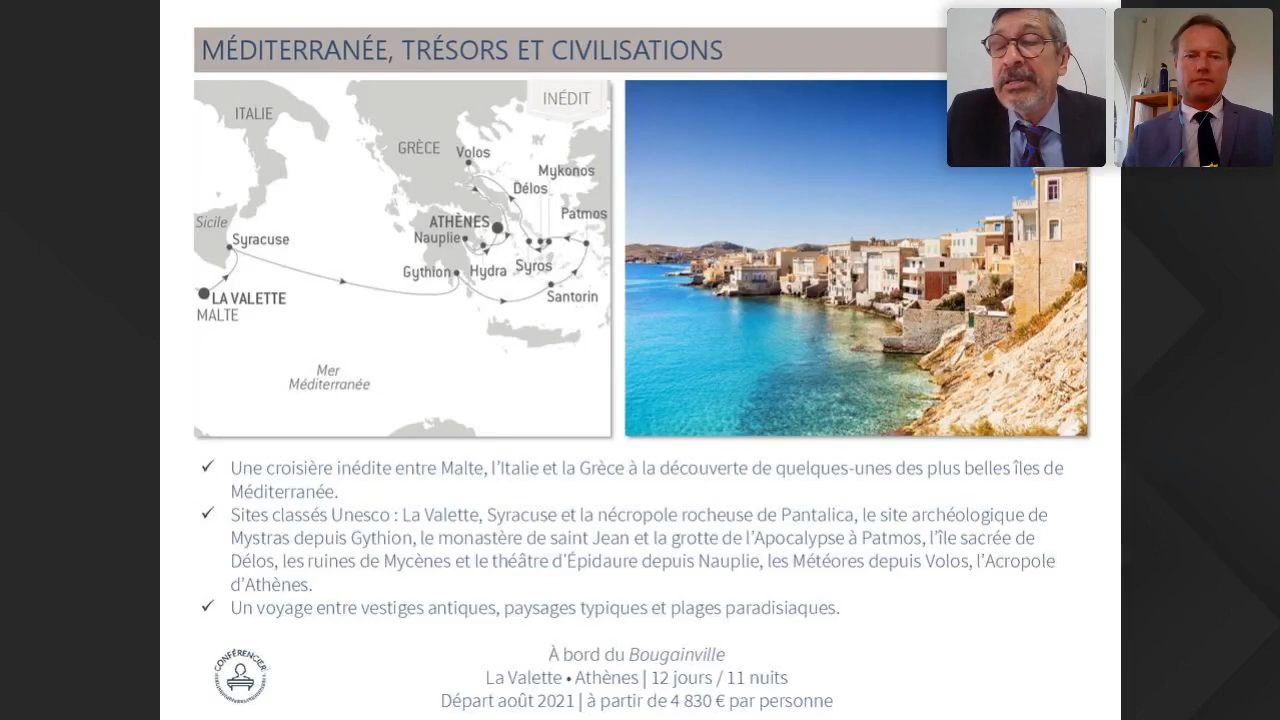 MÉDITERRANÉE, TRÉSORS ET CIVILISATIONS
INÉDIT
ITALIE
GRÈCE
Volos
Mykonos
Délos
Patmos
ATHÈNES
Nauplie
Sicile
Syracuse
Gythion
Hydra
Syros
Santorin
LA VALETTE
MALTE
Mer
Méditerranée
✓ Une croisière inédite entre Malte, l'Italie et la Grèce à la découverte de quelques-unes des plus belles îles de
Méditerranée.
✓ Sites classés Unesco : La Valette, Syracuse et la nécropole rocheuse de Pantalica, le site archéologique de
Mystras depuis Gythion, le monastère de saint Jean et la grotte de l'Apocalypse à Patmos, l'île sacrée de
Délos, les ruines de Mycènes et le théâtre d'Épidaure depuis Nauplie, les Météores depuis Volos, l'Acropole
d'Athènes.
✓ Un voyage entre vestiges antiques, paysages typiques et plages paradisiaques.
CONFÉRENCIER
À bord du Bougainville
La Valette • Athènes | 12 jours / 11 nuits
Départ août 2021 | à partir de 4 830 € par personne